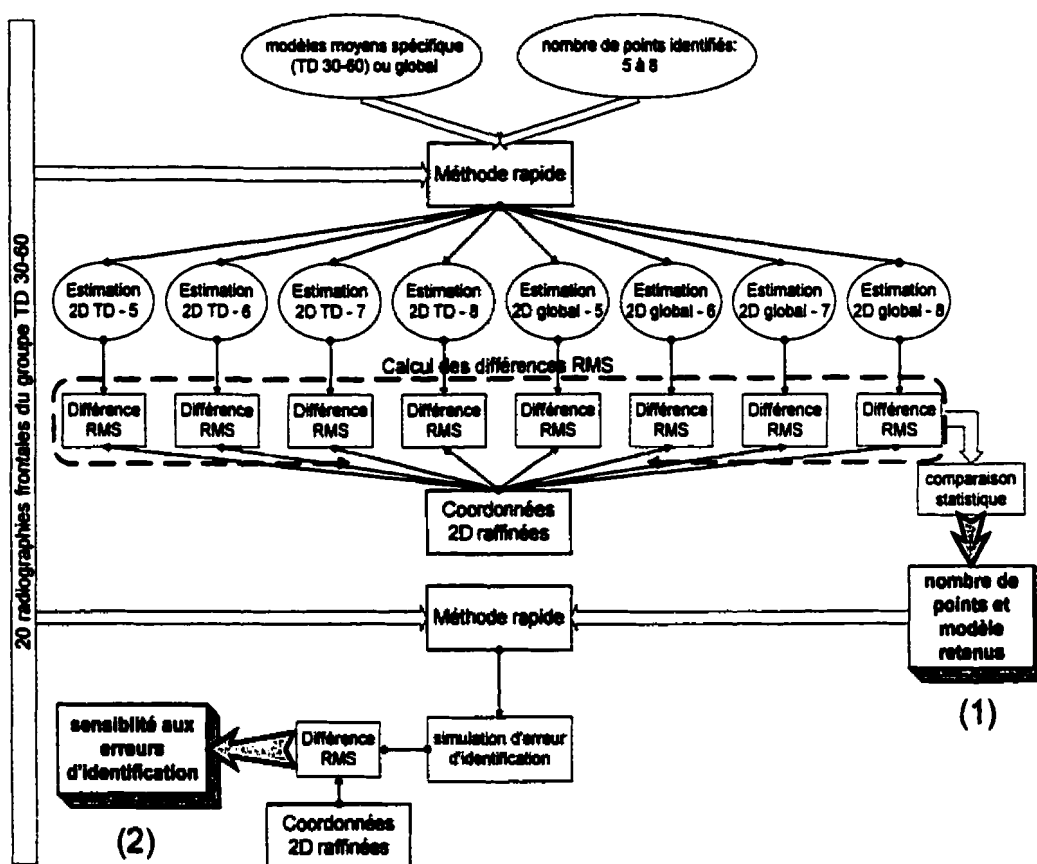 modèles moyens spécifique
(TD 30-60) ou global
nombre de points identifiés:
5 à 8
Méthode rapide
20 radiographies frontales du groupe TD 30-60
Estimation
2D TD - 5
Estimation
2D TD - 6
Estimation
2D TD - 7
Estimation
2D TD - 8
Estimation
2D global - 5
Estimation
2D global - 6
Estimation
2D global - 7
Estimation
2D global - 8
Calcul des différences RMS
Différence
RMS
Différence
RMS
Différence
RMS
Différence
RMS
Différence
RMS
Différence
RMS
Différence
RMS
Différence
RMS
comparaison
statistique
Coordonnées
2D raffinées
nombre de
points et
modèle
retenus
(1)
Méthode rapide
simulation d'erreur
d'identification
Différence
RMS
sensiblité aux
erreurs
d'identification
(2)
Coordonnées
2D raffinées